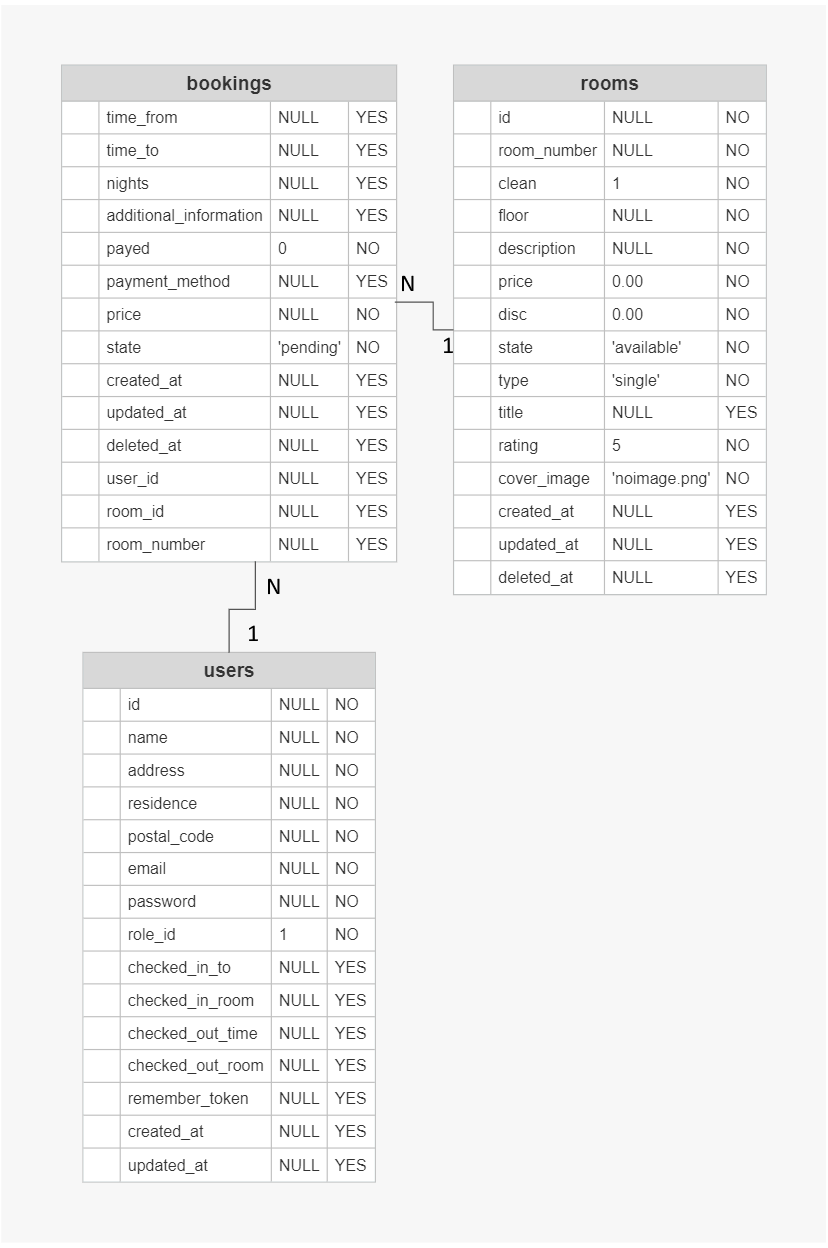 bookings
time_from NULL YES
time_to NULL YES
nights NULL YES
additional_information NULL YES
payed 0 NO
payment_method NULL YES
price NULL NO
state 'pending' NO
created_at NULL YES
updated_at NULL YES
deleted_at NULL YES
user_id NULL YES
room_id NULL YES
room_number NULL YES
N
1
rooms
id NULL NO
room_number NULL NO
clean 1 NO
floor NULL NO
description NULL NO
price 0.00 NO
disc 0.00 NO
state 'available' NO
type 'single' NO
title NULL YES
rating 5 NO
cover_image 'noimage.png' NO
created_at NULL YES
updated_at NULL YES
deleted_at NULL YES
N
1
users
id NULL NO
name NULL NO
address NULL NO
residence NULL NO
postal_code NULL NO
email NULL NO
password NULL NO
role_id 1 NO
checked_in_to NULL YES
checked_in_room NULL YES
checked_out_time NULL YES
checked_out_room NULL YES
remember_token NULL YES
created_at NULL YES
updated_at NULL YES